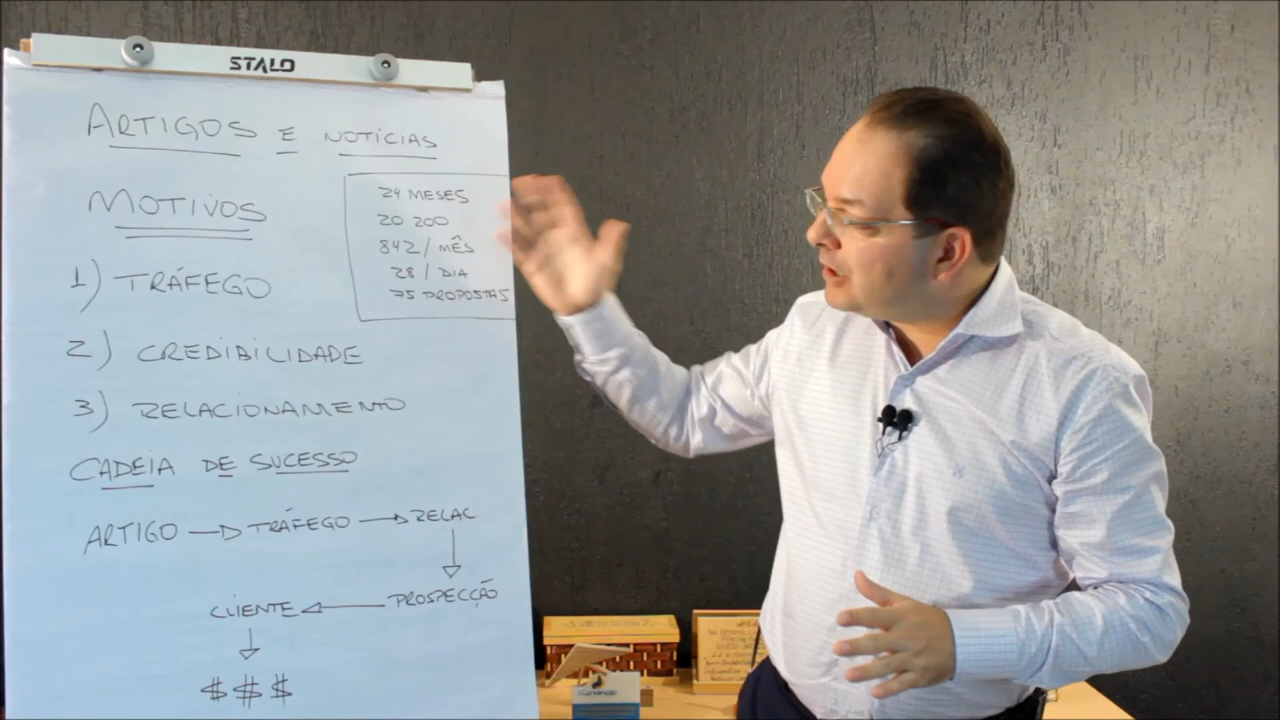 STALO
ARTIGOS E NOTÍCIAS
MOTIVOS
24 MESES
20 200
842 / MÊS
28 / DIA
75 PROPOSTAS
1) TRÁFEGO
2) CREDIBILIDADE
3) RELACIONAMENTO
CADEIA DE SUCESSO
ARTIGO → TRÁFEGO → RELAC
CLIENTE ← PROSPECÇÃO
$ $ $